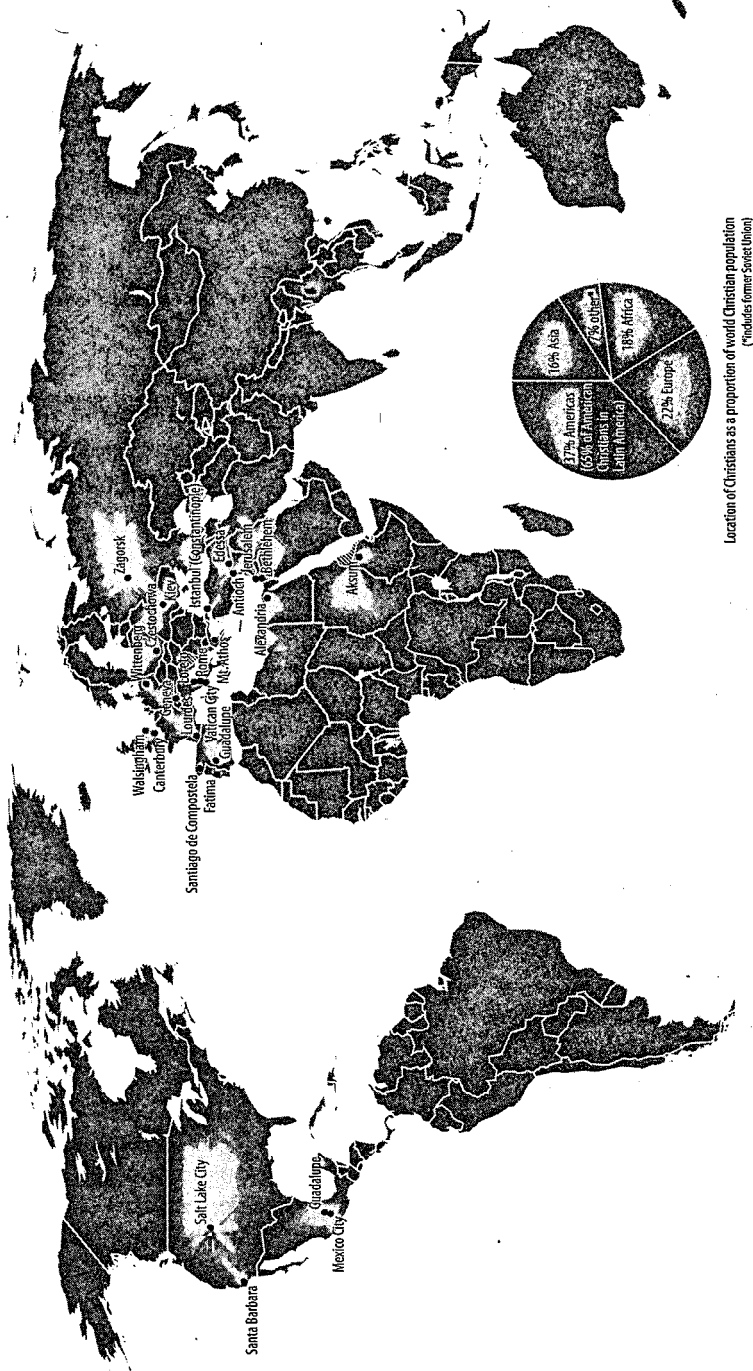 Zagorsk
Wittenberg
Czestochowa
Kiev
Walsingham
Canterbury
Geneva
Lourdes
Loreto
Istanbul (Constantinople)
Rome
Mt. Athos
Vatican City
Guadalupe
Santiago de Compostela
Fatima
Edessa
Antioch
Jerusalem
Bethlehem
Alexandria
Aksum
Salt Lake City
Santa Barbara
Guadalupe
Mexico City
37% Americas
(65% of American
Christians in
Latin America)
16% Asia
7% other
18% Africa
22% Europe
Location of Christians as a proportion of world Christian population
(*includes former Soviet Union)